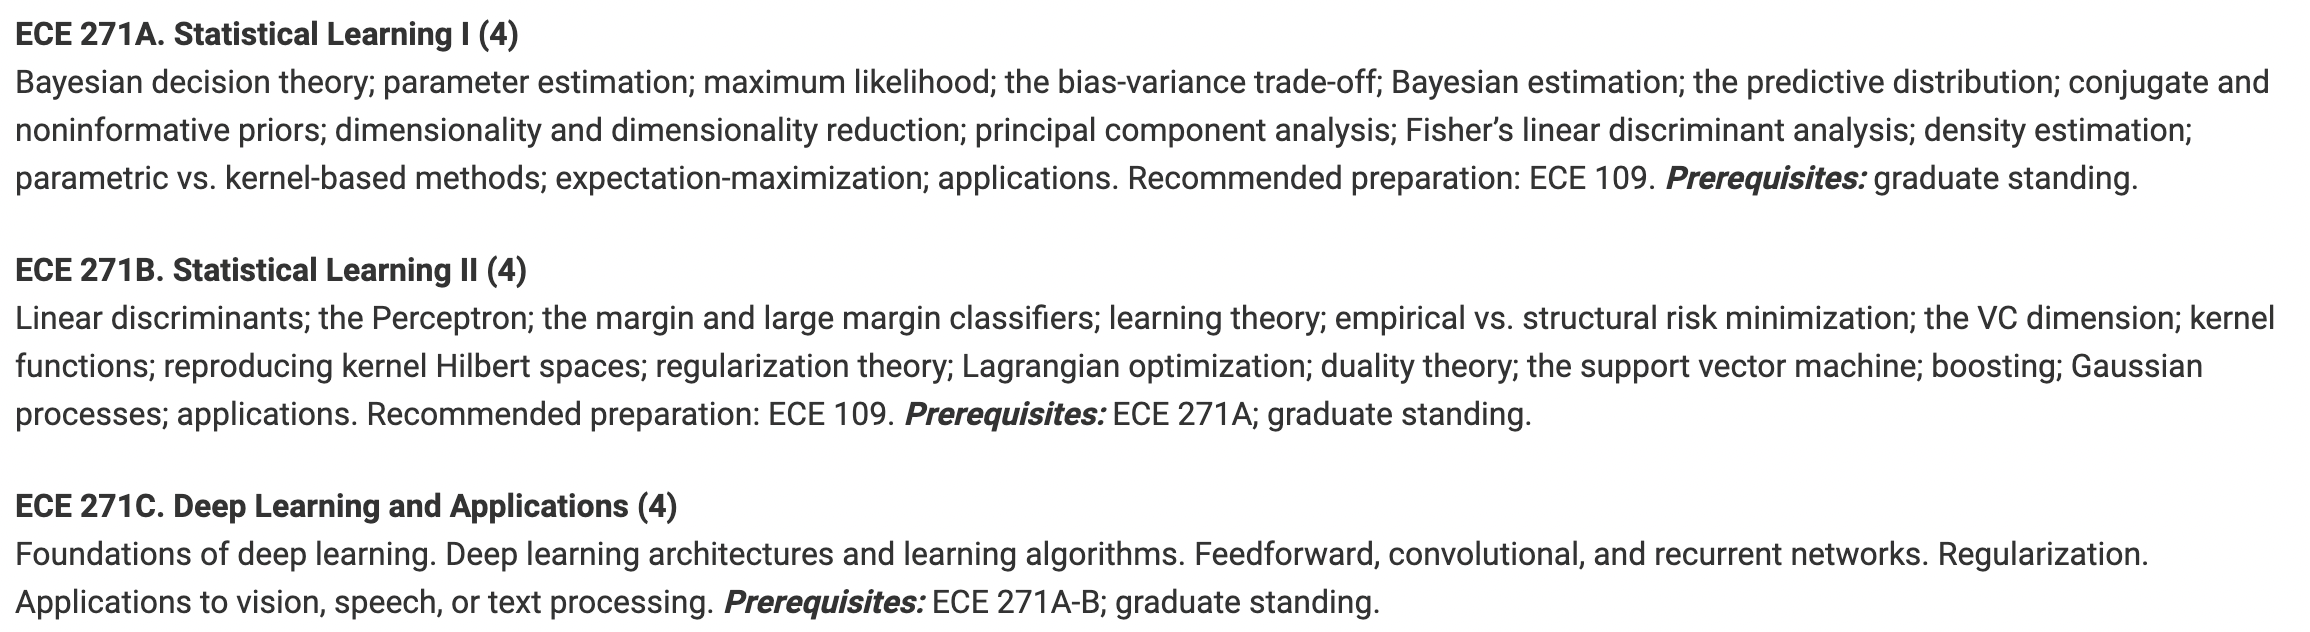 ECE 271A. Statistical Learning I (4)
Bayesian decision theory; parameter estimation; maximum likelihood; the bias-variance trade-off; Bayesian estimation; the predictive distribution; conjugate and
noninformative priors; dimensionality and dimensionality reduction; principal component analysis; Fisher’s linear discriminant analysis; density estimation;
parametric vs. kernel-based methods; expectation-maximization; applications. Recommended preparation: ECE 109. Prerequisites: graduate standing.
ECE 271B. Statistical Learning II (4)
Linear discriminants; the Perceptron; the margin and large margin classifiers; learning theory; empirical vs. structural risk minimization; the VC dimension; kernel
functions; reproducing kernel Hilbert spaces; regularization theory; Lagrangian optimization; duality theory; the support vector machine; boosting; Gaussian
processes; applications. Recommended preparation: ECE 109. Prerequisites: ECE 271A; graduate standing.
ECE 271C. Deep Learning and Applications (4)
Foundations of deep learning. Deep learning architectures and learning algorithms. Feedforward, convolutional, and recurrent networks. Regularization.
Applications to vision, speech, or text processing. Prerequisites: ECE 271A-B; graduate standing.